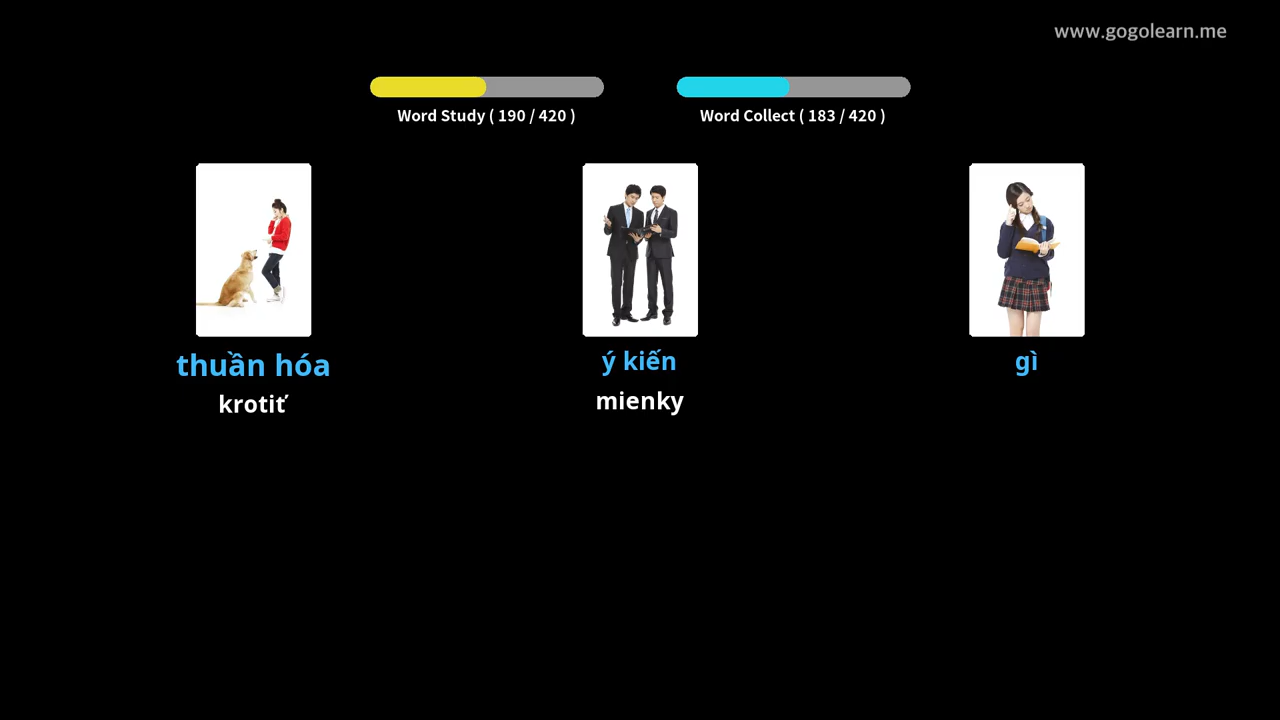 www.gogolearn.me
Word Study ( 190 / 420 )
Word Collect ( 183 / 420 )
thuần hóa
krotiť
ý kiến
mienky
gì